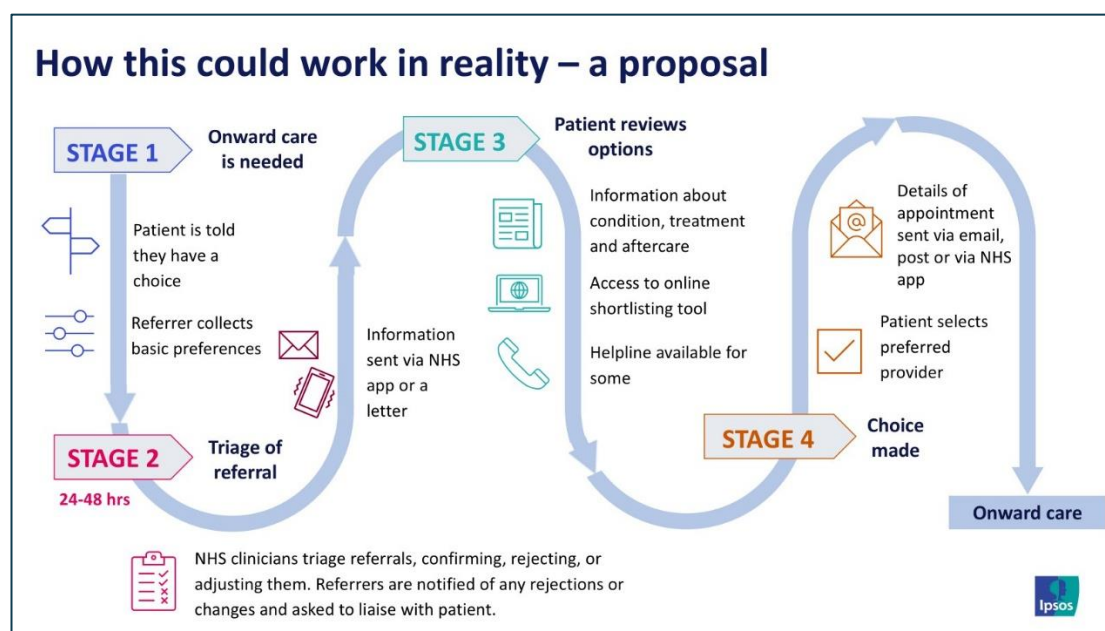 How this could work in reality – a proposal
STAGE 1
Onward care
is needed
Patient is told
they have a
choice
Referrer collects
basic preferences
STAGE 2
24-48 hrs
Triage of
referral
NHS clinicians triage referrals, confirming, rejecting, or
adjusting them. Referrers are notified of any rejections or
changes and asked to liaise with patient.
Information
sent via NHS
app or a
letter
STAGE 3
Patient reviews
options
Information about
condition, treatment
and aftercare
Access to online
shortlisting tool
Helpline available for
some
STAGE 4
Choice
made
Patient selects
preferred
provider
Details of
appointment
sent via email,
post or via NHS
app
Onward care
Ipsos